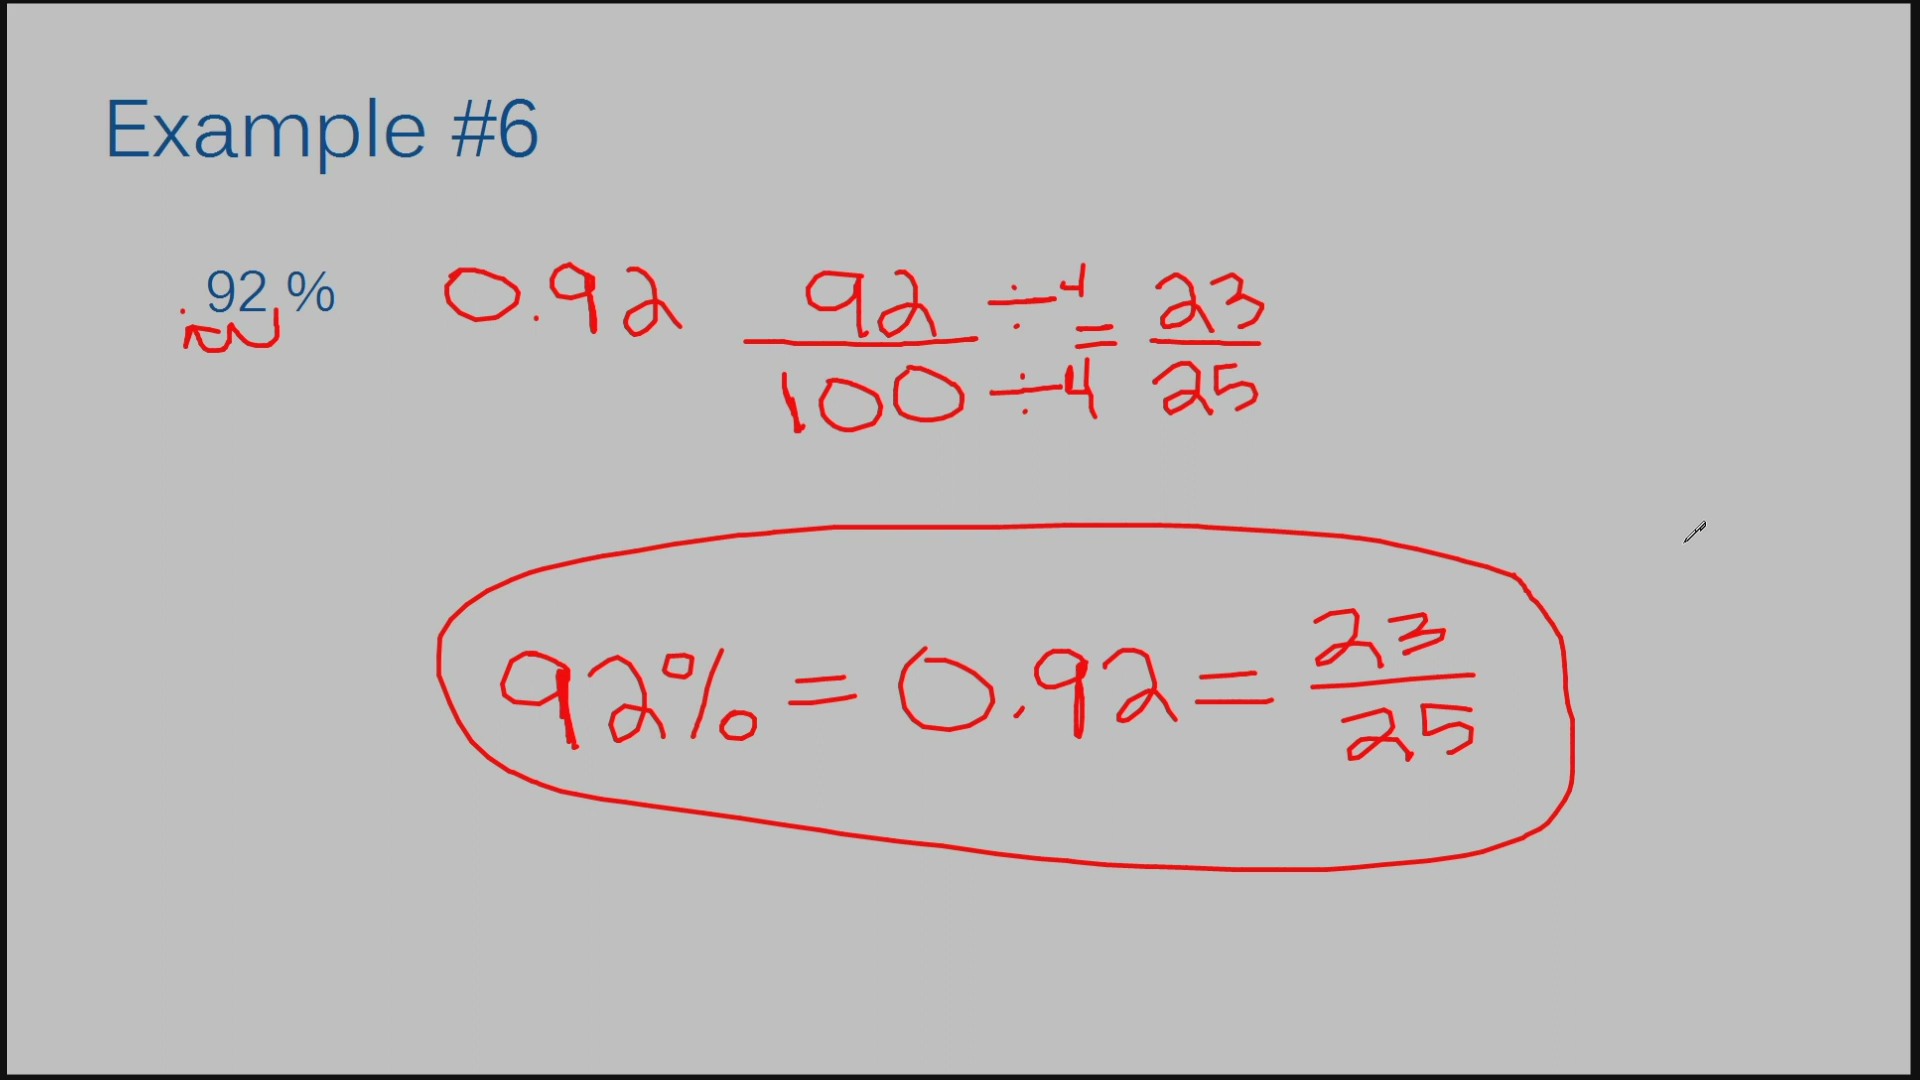 Example #6
92 % 0.92 92/100 ÷4/÷4 = 23/25
92% = 0.92 = 23/25